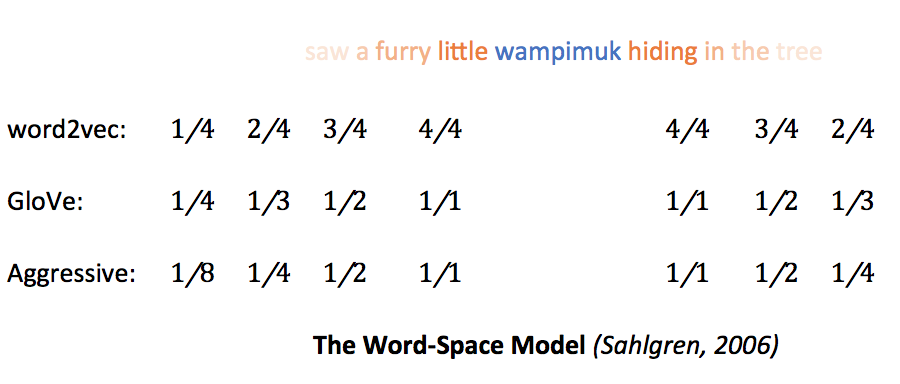 saw a furry little wampimuk hiding in the tree
word2vec: 1/4 2/4 3/4 4/4 4/4 3/4 2/4
GloVe: 1/4 1/3 1/2 1/1 1/1 1/2 1/3
Aggressive: 1/8 1/4 1/2 1/1 1/1 1/2 1/4
The Word-Space Model (Sahlgren, 2006)